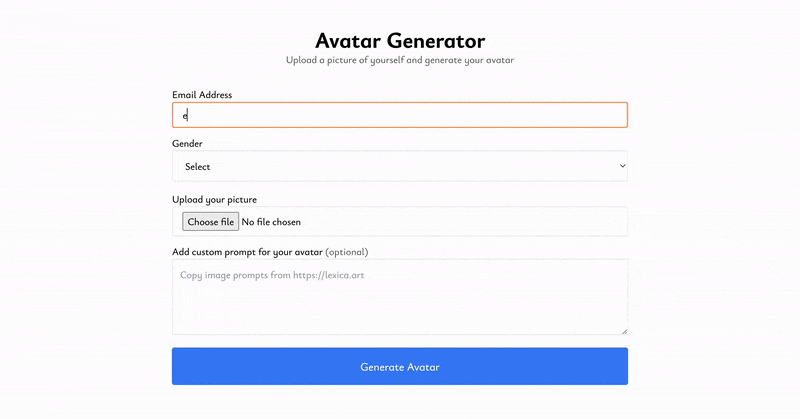 Avatar Generator
Upload a picture of yourself and generate your avatar
Email Address
e
Gender
Select
Upload your picture
Choose file No file chosen
Add custom prompt for your avatar (optional)
Copy image prompts from https://lexica.art
Generate Avatar